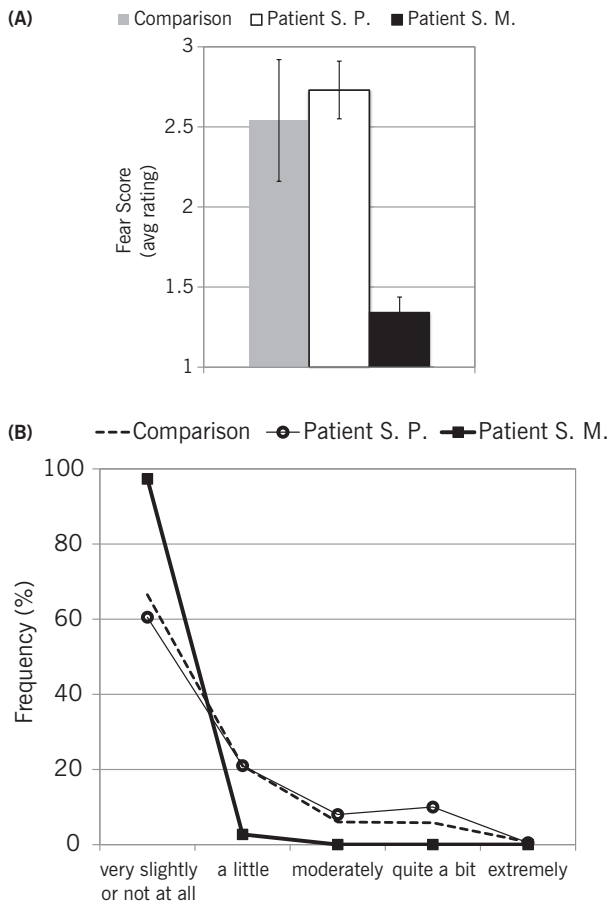 (A)
Comparison Patient S. P. Patient S. M.
3
2.5
2
1.5
1
Fear Score
(avg rating)
(B)
Comparison Patient S. P. Patient S. M.
100
80
60
40
20
0
Frequency (%)
very slightly
or not at all
a little
moderately
quite a bit
extremely